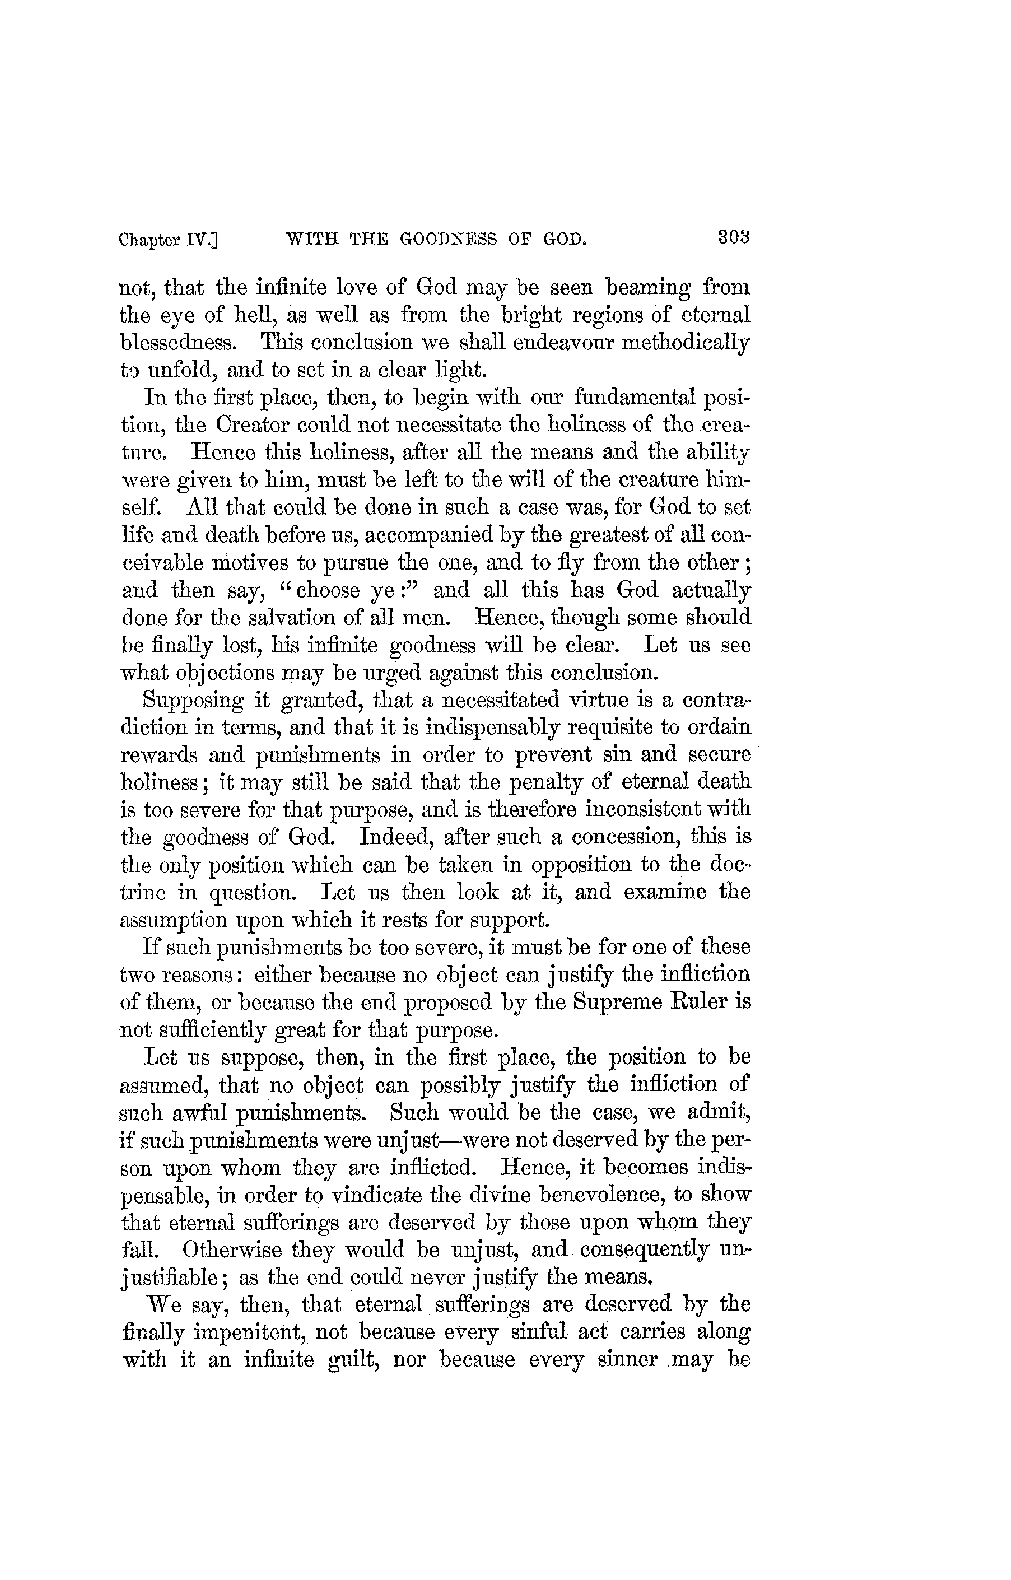 Chapter IV.] WITH THE GOODNESS OF GOD. 303
not, that the infinite love of God may be seen beaming from
the eye of hell, as well as from the bright regions of eternal
blessedness. This conclusion we shall endeavour methodically
to unfold, and to set in a clear light.
In the first place, then, to begin with our fundamental posi-
tion, the Creator could not necessitate the holiness of the crea-
ture. Hence this holiness, after all the means and the ability
were given to him, must be left to the will of the creature him-
self. All that could be done in such a case was, for God to set
life and death before us, accompanied by the greatest of all con-
ceivable motives to pursue the one, and to fly from the other;
and then say, "choose ye:" and all this has God actually
done for the salvation of all men. Hence, though some should
be finally lost, his infinite goodness will be clear. Let us see
what objections may be urged against this conclusion.
Supposing it granted, that a necessitated virtue is a contra-
diction in terms, and that it is indispensably requisite to ordain
rewards and punishments in order to prevent sin and secure
holiness; it may still be said that the penalty of eternal death
is too severe for that purpose, and is therefore inconsistent with
the goodness of God. Indeed, after such a concession, this is
the only position which can be taken in opposition to the doc-
trine in question. Let us then look at it, and examine the
assumption upon which it rests for support.
If such punishments be too severe, it must be for one of these
two reasons: either because no object can justify the infliction
of them, or because the end proposed by the Supreme Ruler is
not sufficiently great for that purpose.
Let us suppose, then, in the first place, the position to be
assumed, that no object can possibly justify the infliction of
such awful punishments. Such would be the case, we admit,
if such punishments were unjust—were not deserved by the per-
son upon whom they are inflicted. Hence, it becomes indis-
pensable, in order to vindicate the divine benevolence, to show
that eternal sufferings are deserved by those upon whom they
fall. Otherwise they would be unjust, and consequently un-
justifiable; as the end could never justify the means.
We say, then, that eternal sufferings are deserved by the
finally impenitent, not because every sinful act carries along
with it an infinite guilt, nor because every sinner may be